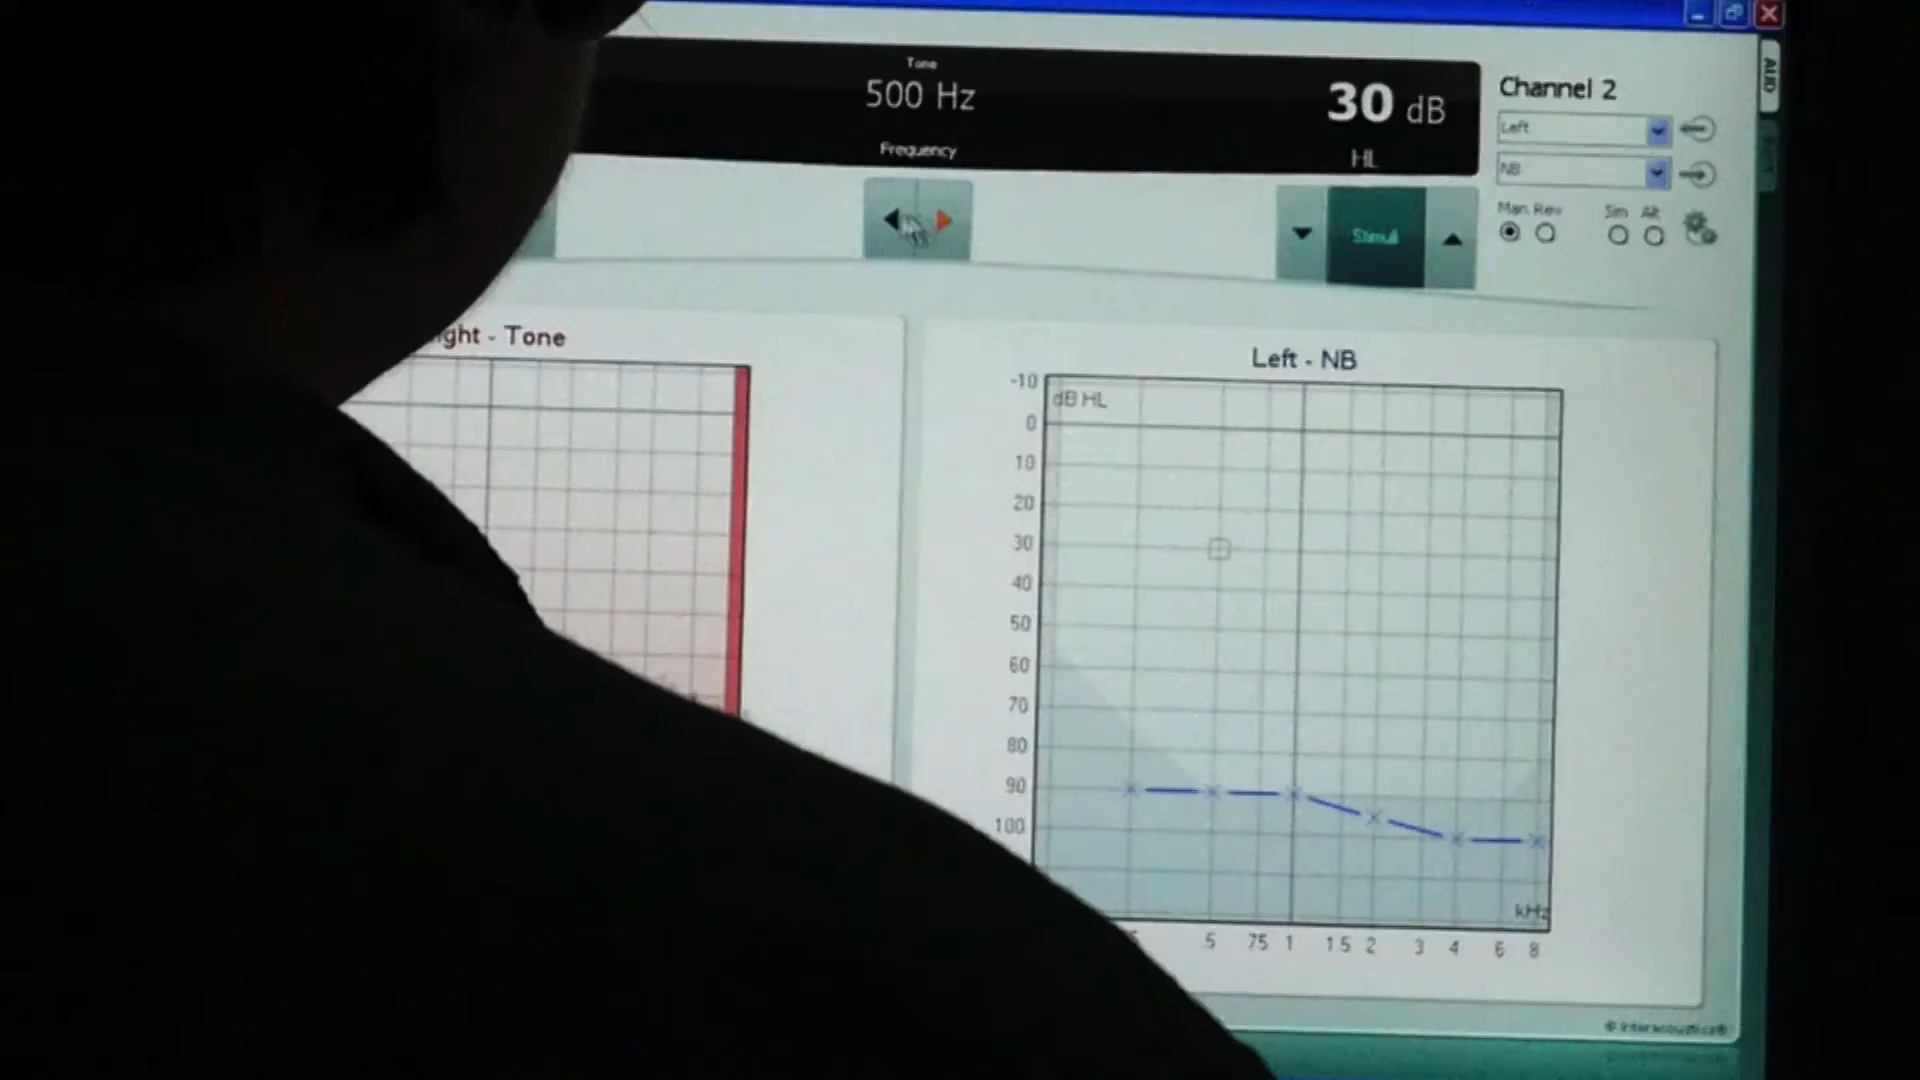 Tone
500 Hz
Frequency
30 dB
HL
Channel 2
Left
NB
Man Rev
Sim Alt
Stimuli
AUD
ght - Tone
Left - NB
dB HL
-10
0
10
20
30
40
50
60
70
80
90
100
kHz
5 75 1 1.5 2 3 4 6 8
© Interacoustics®